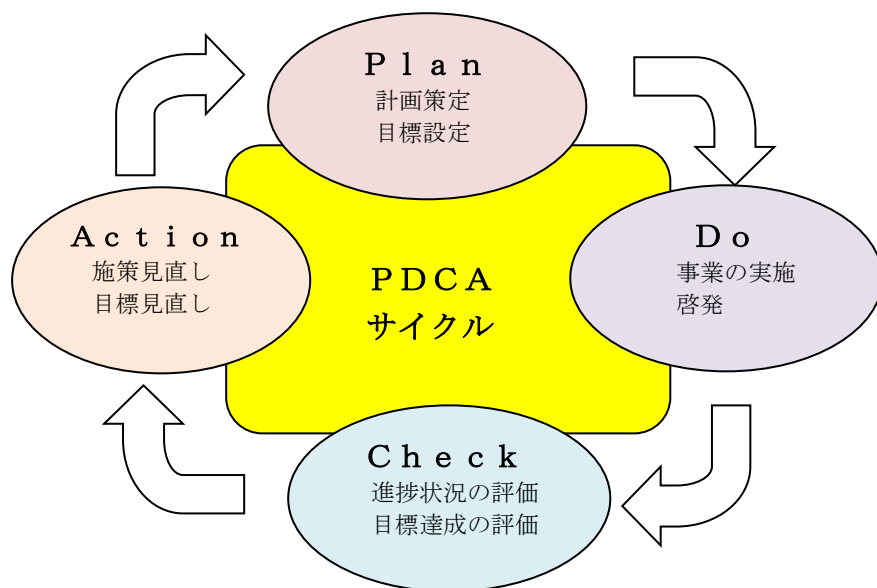 Ｐｌａｎ
計画策定
目標設定
Ａｃｔｉｏｎ
施策見直し
目標見直し
ＰＤＣＡ
サイクル
Ｄｏ
事業の実施
啓発
Ｃｈｅｃｋ
進捗状況の評価
目標達成の評価